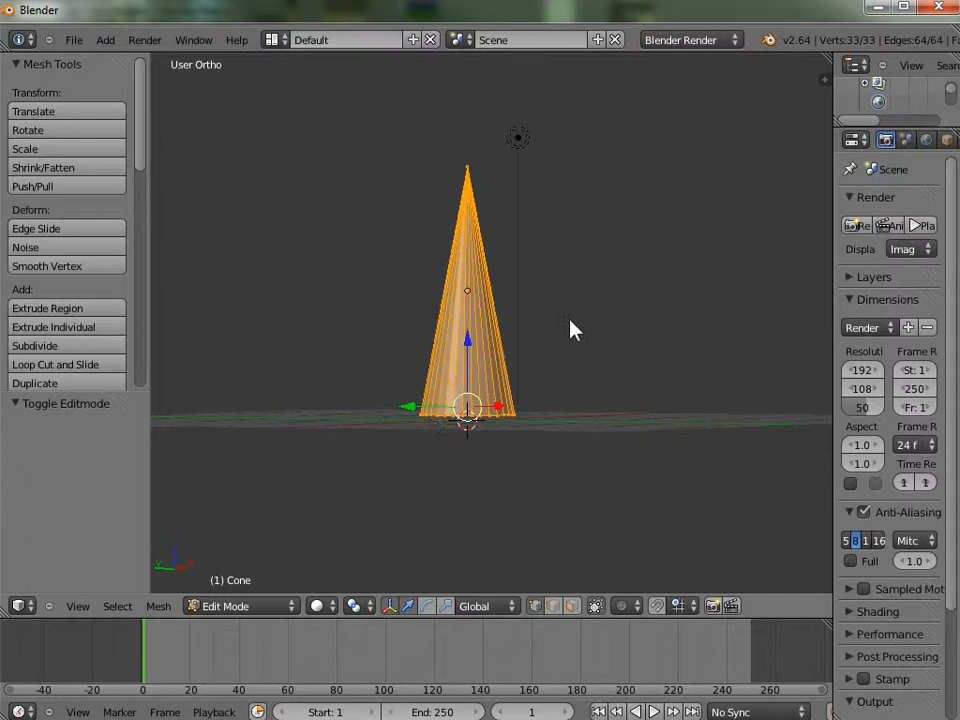 Blender
File Add Render Window Help Default Scene Blender Render v2.64 | Verts:33/33 | Edges:64/64 | Fa
Mesh Tools
Transform:
Translate
Rotate
Scale
Shrink/Fatten
Push/Pull
Deform:
Edge Slide
Noise
Smooth Vertex
Add:
Extrude Region
Extrude Individual
Subdivide
Loop Cut and Slide
Duplicate
Toggle Editmode
User Ortho
(1) Cone
View Select Mesh Edit Mode Global
View Sear
Scene
Render
Re Ani Pla
Displa Imag
Layers
Dimensions
Render
Resoluti Frame R
192 St: 1
108 250
50 Fr: 1
Aspect Frame R
1.0 24 f
1.0 Time Re
1 1
Anti-Aliasing
5 8 1 16 Mitc
Full 1.0
Sampled Mot
Shading
Performance
Post Processing
Stamp
Output
-40 -20 0 20 40 60 80 100 120 140 160 180 200 220 240 260
View Marker Frame Playback Start: 1 End: 250 1 No Sync